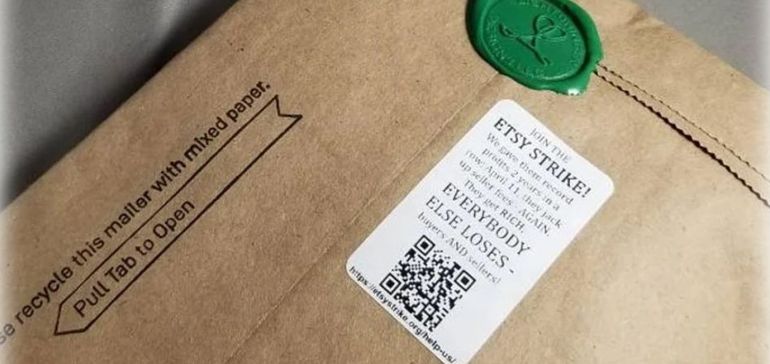 se recycle this mailer with mixed paper.
Pull Tab to Open
JOIN THE
ETSY STRIKE!
We gave them record
profits 2 years in a
row; April 11, they jack
up seller fees - AGAIN.
They get RICH,
EVERYBODY
ELSE LOSES -
buyers AND sellers!
https://etsystrike.org/help-us/